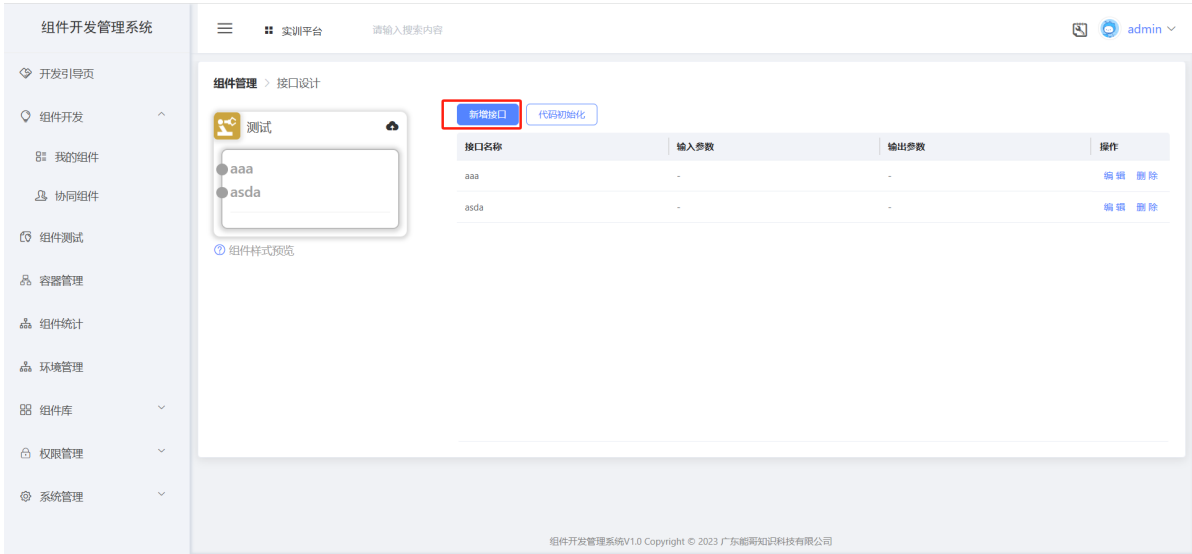 组件开发管理系统
实训平台
请输入搜索内容
admin
开发引导页
组件开发
我的组件
协同组件
组件测试
容器管理
组件统计
环境管理
组件库
权限管理
系统管理
组件管理 > 接口设计
测试
aaa
asda
组件样式预览
新增接口 代码初始化
接口名称 输入参数 输出参数 操作
aaa - - 编辑 删除
asda - - 编辑 删除
组件开发管理系统V1.0 Copyright © 2023 广东能哥知识科技有限公司